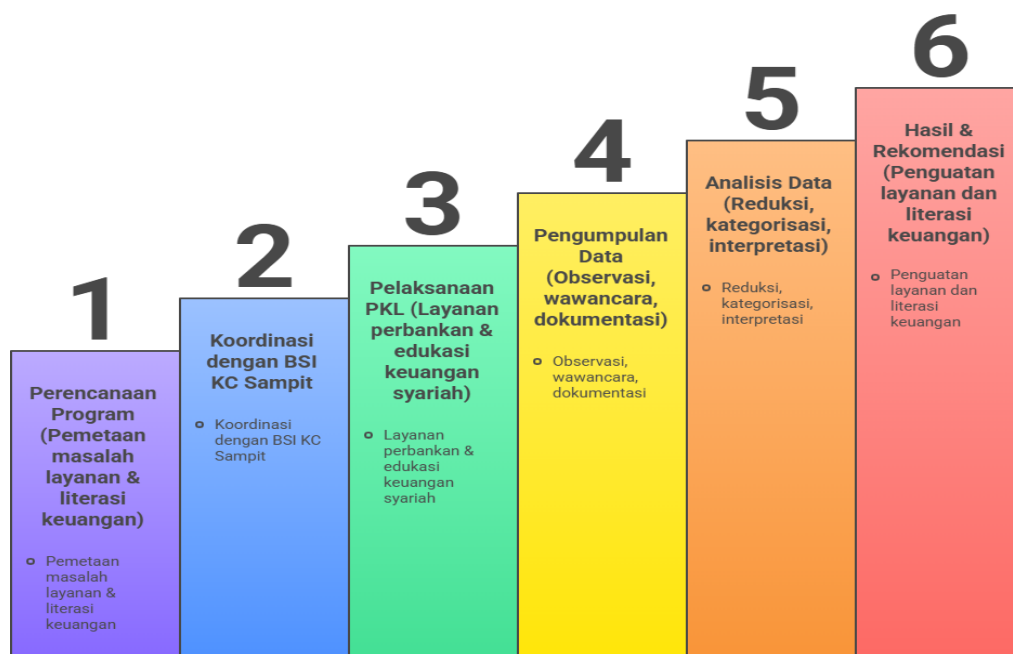 1
Perencanaan
Program
(Pemetaan
masalah
layanan &
literasi
keuangan)
Pemetaan
masalah
layanan &
literasi
keuangan
2
Koordinasi
dengan BSI
KC Sampit
Koordinasi
dengan BSI KC
Sampit
3
Pelaksanaan
PKL (Layanan
perbankan &
edukasi
keuangan
syariah)
Layanan
perbankan &
edukasi
keuangan
syariah
4
Pengumpulan
Data
(Observasi,
wawancara,
dokumentasi)
Observasi,
wawancara,
dokumentasi
5
Analisis Data
(Reduksi,
kategorisasi,
interpretasi)
Reduksi,
kategorisasi,
interpretasi
6
Hasil &
Rekomendasi
(Penguatan
layanan dan
literasi
keuangan)
Penguatan
layanan dan
literasi
keuangan